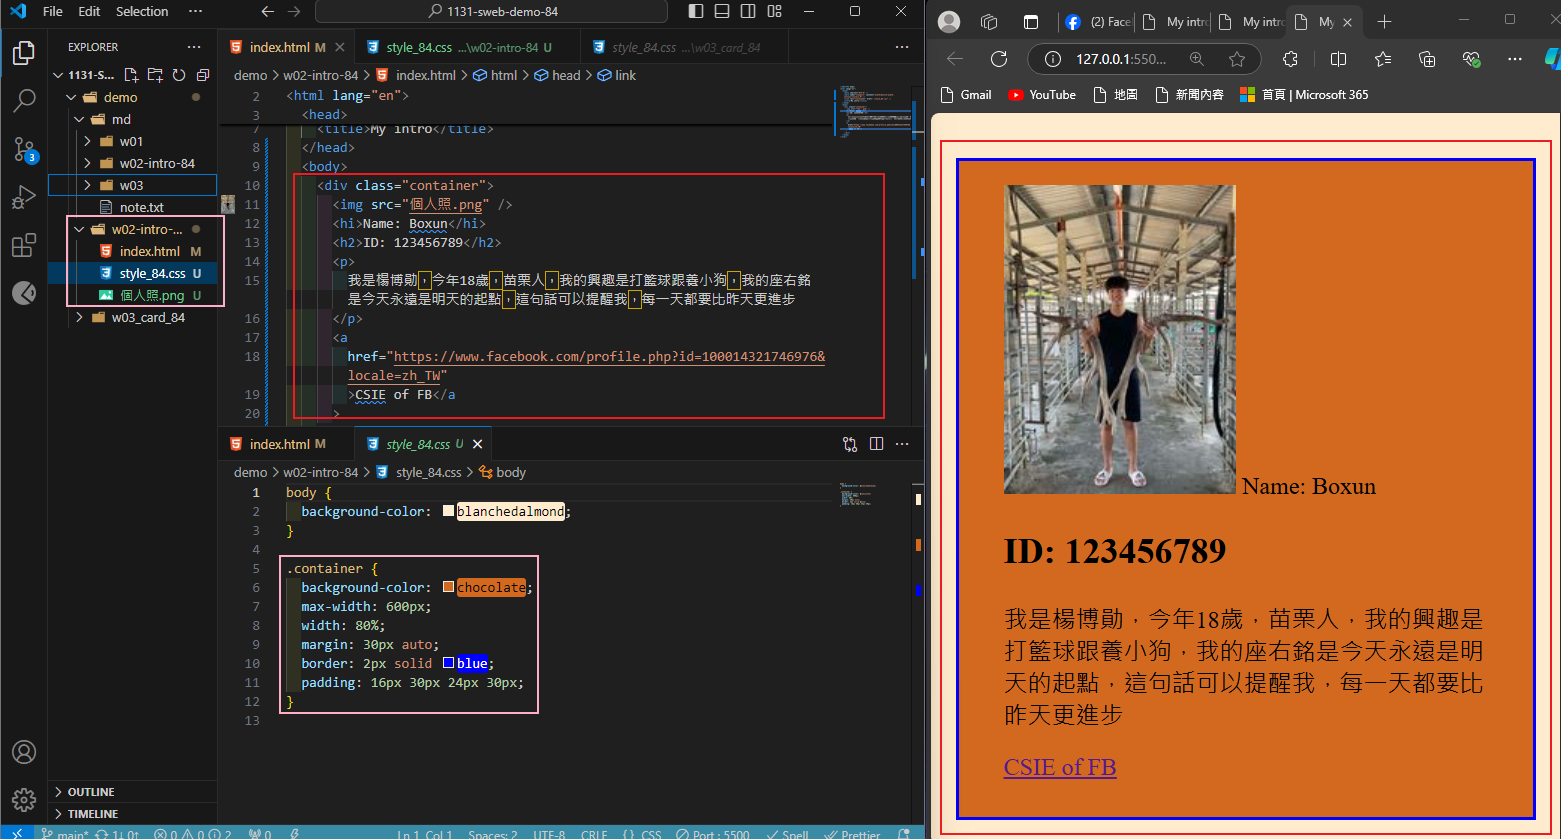 File Edit Selection ··· 1131-sweb-demo-84
EXPLORER ···
1131-S...
demo
md
w01
w02-intro-84
w03
note.txt
w02-intro-...
index.html M
style_84.css U
個人照.png U
w03_card_84
OUTLINE
TIMELINE
index.html M style_84.css ...\w02-intro-84 U style_84.css ...\w03_card_84 ···
demo > w02-intro-84 > index.html > html > head > link
2 <html lang="en">
3 <head>
7 <title>My intro</title>
8 </head>
9 <body>
10 <div class="container">
11 <img src="個人照.png" />
12 <hi>Name: Boxun</hi>
13 <h2>ID: 123456789</h2>
14 <p>
15 我是楊博勛，今年18歲，苗栗人，我的興趣是打籃球跟養小狗，我的座右銘
是今天永遠是明天的起點，這句話可以提醒我，每一天都要比昨天更進步
16 </p>
17 <a
18 href="https://www.facebook.com/profile.php?id=100014321746976&
locale=zh_TW"
19 >CSIE of FB</a
20 >
index.html M style_84.css U ···
demo > w02-intro-84 > style_84.css > body
1 body {
2 background-color: blanchedalmond;
3 }
4
5 .container {
6 background-color: chocolate;
7 max-width: 600px;
8 width: 80%;
9 margin: 30px auto;
10 border: 2px solid blue;
11 padding: 16px 30px 24px 30px;
12 }
13
3
main* 1↓ 0↑ 0 0 2 0 Ln 1, Col 1 Spaces: 2 UTF-8 CRLF {} CSS Port : 5500 Spell Prettier
(2) Face My intro My intro My
127.0.0.1:550...
Gmail YouTube 地圖 新聞內容 首頁 | Microsoft 365
Name: Boxun
ID: 123456789
我是楊博勛，今年18歲，苗栗人，我的興趣是
打籃球跟養小狗，我的座右銘是今天永遠是明
天的起點，這句話可以提醒我，每一天都要比
昨天更進步
CSIE of FB